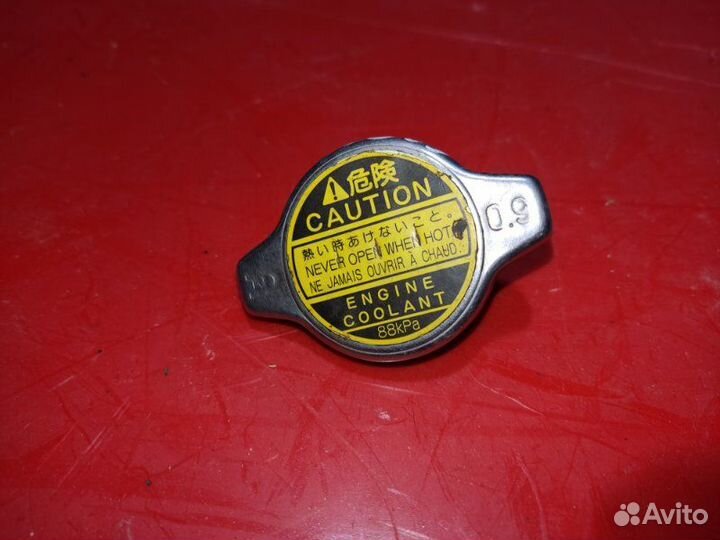 危険
CAUTION
熱い時あけないこと。
NEVER OPEN WHEN HOT.
NE JAMAIS OUVRIR À CHAUD.
ENGINE
COOLANT
88kPa
0.9
Avito